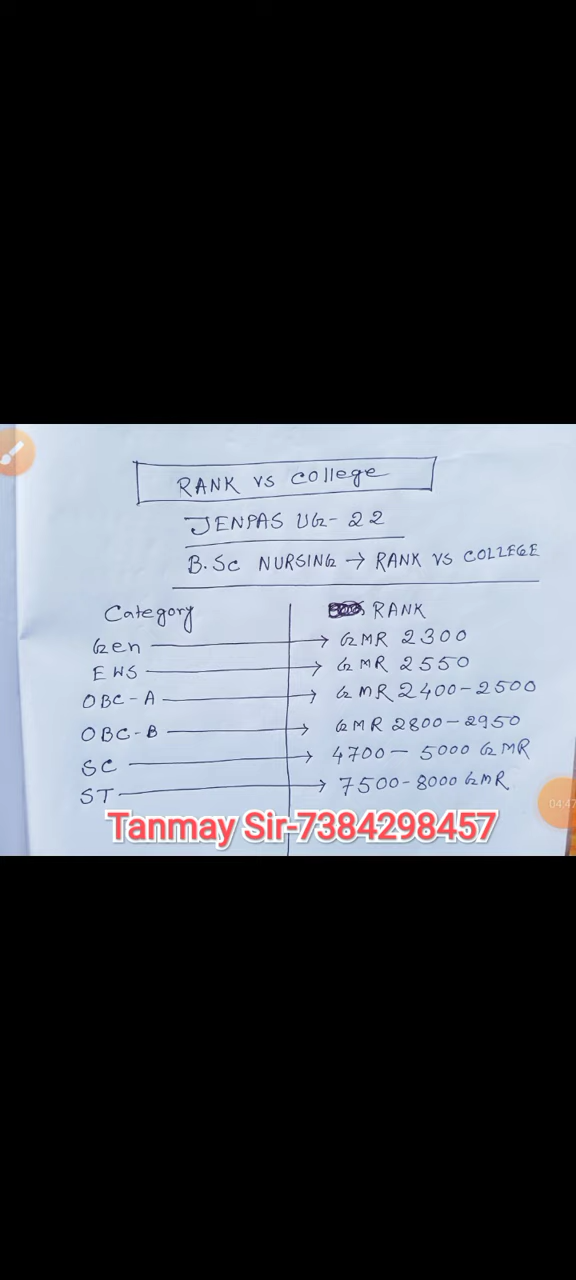 RANK VS College
JENPAS UG-22
B.Sc NURSING → RANK VS COLLEGE
Category RANK
Gen → GMR 2300
EWS → GMR 2550
OBC-A → GMR 2400-2500
OBC-B → GMR 2800-2950
SC → 4700 - 5000 GMR
ST → 7500-8000 GMR
04:47
Tanmay Sir-7384298457